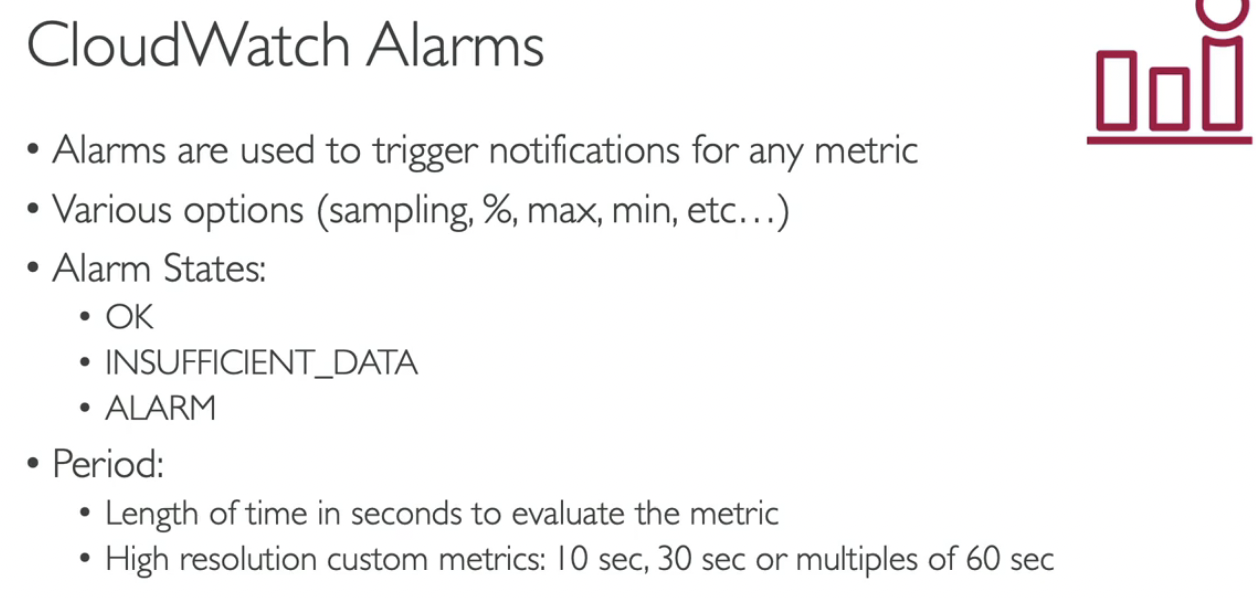 CloudWatch Alarms
• Alarms are used to trigger notifications for any metric
• Various options (sampling, %, max, min, etc…)
• Alarm States:
• OK
• INSUFFICIENT_DATA
• ALARM
• Period:
• Length of time in seconds to evaluate the metric
• High resolution custom metrics: 10 sec, 30 sec or multiples of 60 sec